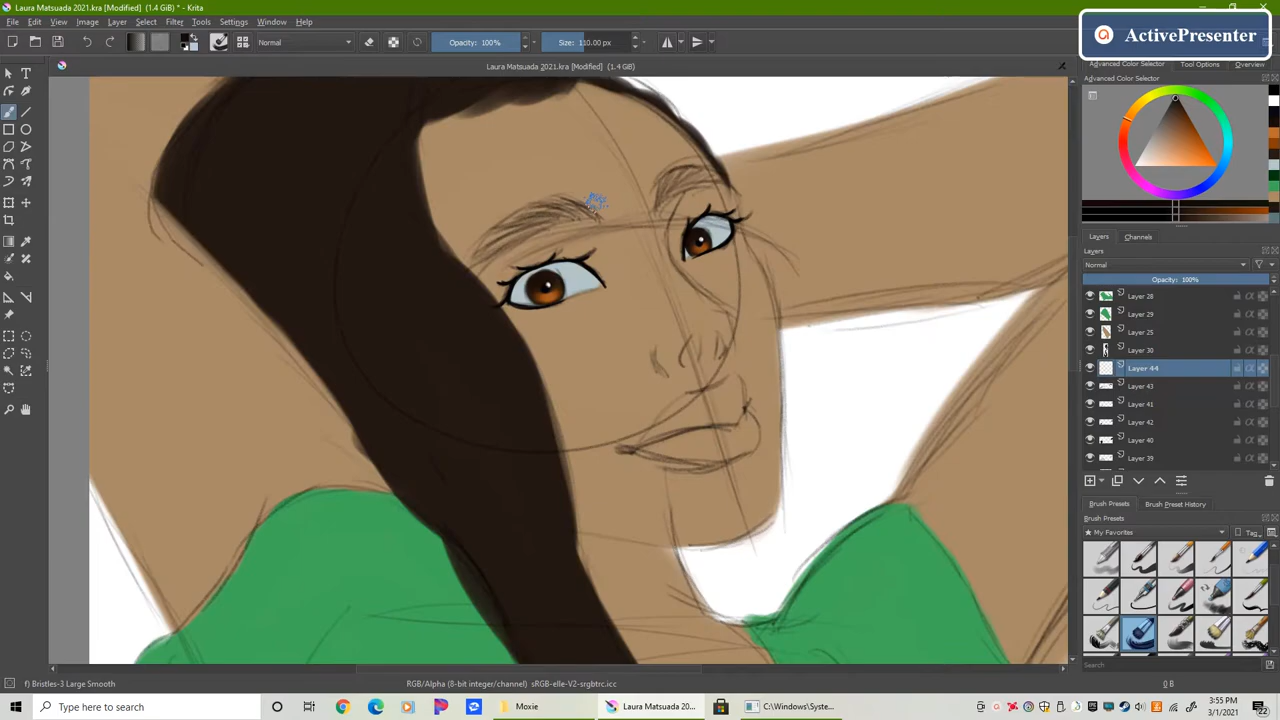 Laura Matsuada 2021.kra [Modified] (1.4 GiB) * - Krita
File Edit View Image Layer Select Filter Tools Settings Window Help
ActivePresenter
Normal
Opacity: 100%
Size: 110.00 px
Laura Matsuada 2021.kra [Modified] (1.4 GB)
Advanced Color Selector Tool Options Overview
Advanced Color Selector
Layers Channels
Layers
Normal
Opacity: 100%
Layer 28
Layer 29
Layer 25
Layer 30
Layer 44
Layer 43
Layer 41
Layer 42
Layer 40
Layer 39
Brush Presets Brush Preset History
Brush Presets
My Favorites
Tag
Search
f) Bristles-3 Large Smooth
RGB/Alpha (8-bit integer/channel) sRGB-elle-V2-srgbtrc.icc
0 B
Type here to search
Moxie
Laura Matsuada 20...
C:\Windows\Syste...
3:55 PM
3/1/2021
22